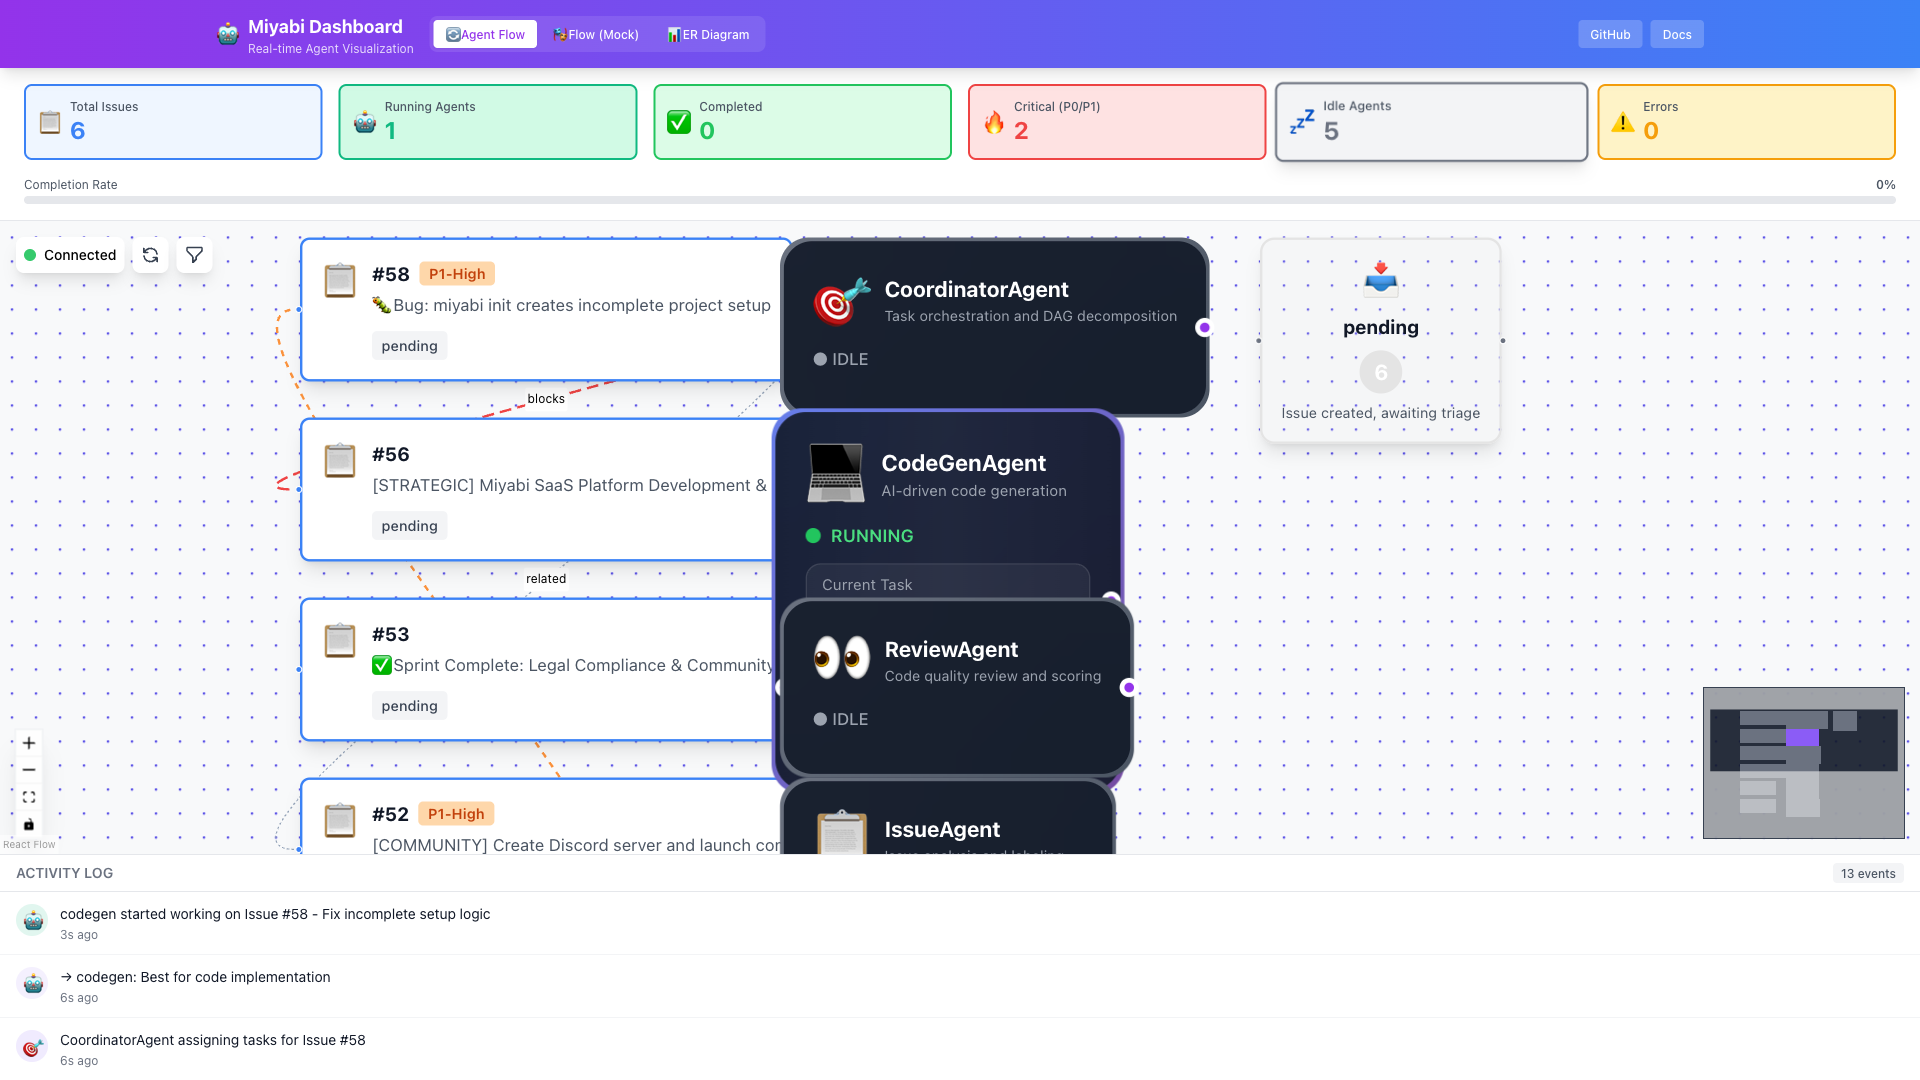 Miyabi Dashboard
Real-time Agent Visualization
Agent Flow
Flow (Mock)
ER Diagram
GitHub
Docs
Total Issues
6
Running Agents
1
Completed
0
Critical (P0/P1)
2
Idle Agents
5
Errors
0
Completion Rate
0%
Connected
#58 P1-High
Bug: miyabi init creates incomplete project setup
pending
blocks
#56
[STRATEGIC] Miyabi SaaS Platform Development &
pending
related
#53
Sprint Complete: Legal Compliance & Community
pending
#52 P1-High
[COMMUNITY] Create Discord server and launch
CoordinatorAgent
Task orchestration and DAG decomposition
IDLE
CodeGenAgent
AI-driven code generation
RUNNING
Current Task
ReviewAgent
Code quality review and scoring
IDLE
IssueAgent
Issue analysis and labeling
pending
6
Issue created, awaiting triage
React Flow
ACTIVITY LOG
13 events
codegen started working on Issue #58 - Fix incomplete setup logic
3s ago
→ codegen: Best for code implementation
6s ago
CoordinatorAgent assigning tasks for Issue #58
6s ago